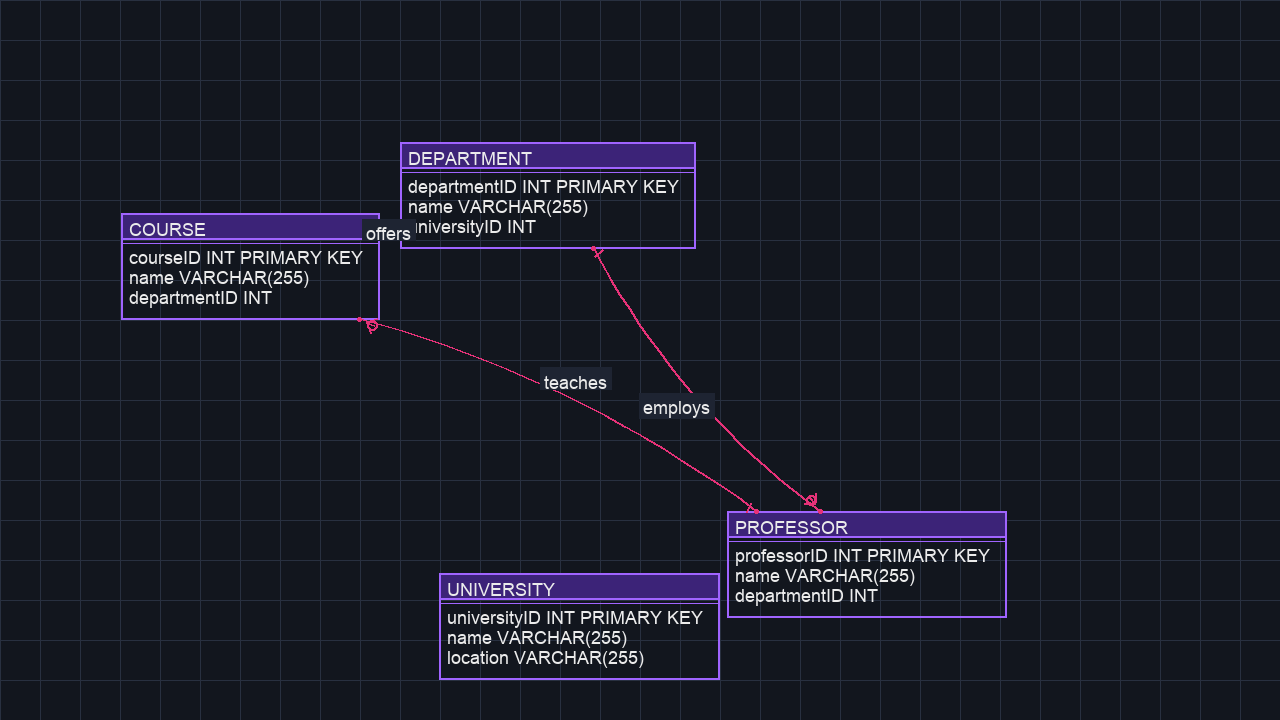 DEPARTMENT
departmentID INT PRIMARY KEY
name VARCHAR(255)
universityID INT
COURSE
courseID INT PRIMARY KEY
name VARCHAR(255)
departmentID INT
offers
teaches
employs
PROFESSOR
professorID INT PRIMARY KEY
name VARCHAR(255)
departmentID INT
UNIVERSITY
universityID INT PRIMARY KEY
name VARCHAR(255)
location VARCHAR(255)